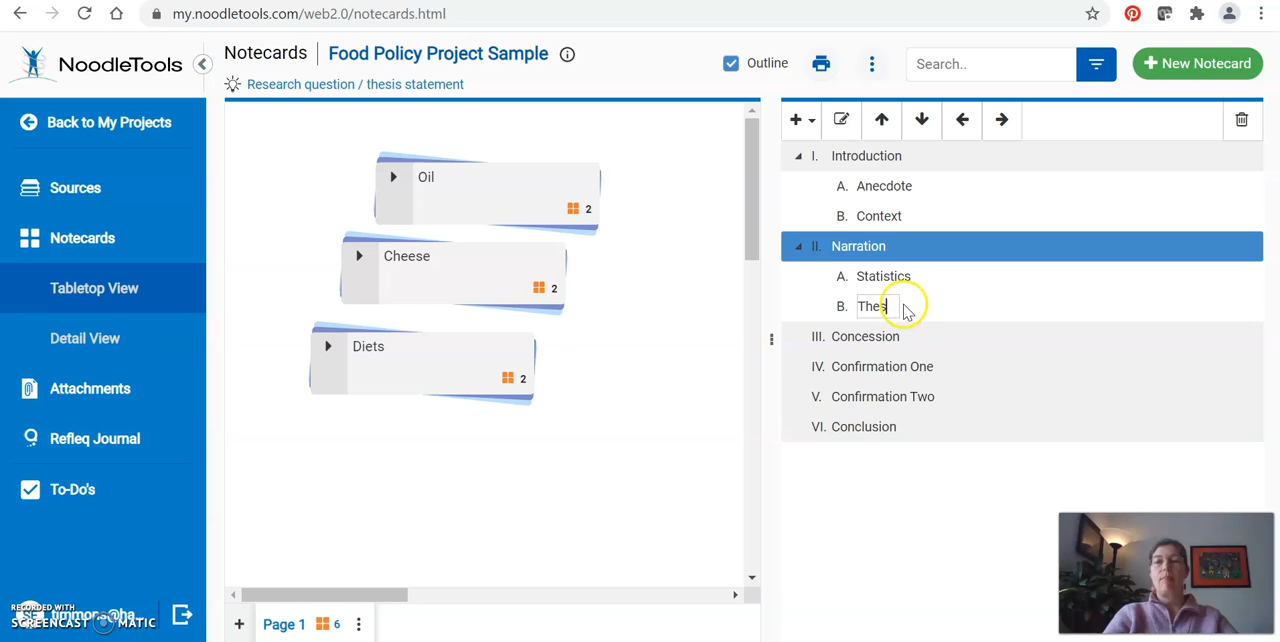 my.noodletools.com/web2.0/notecards.html
NoodleTools
Notecards
Food Policy Project Sample
Outline
Search..
New Notecard
Research question / thesis statement
Back to My Projects
Sources
Notecards
Tabletop View
Detail View
Attachments
Refleq Journal
To-Do's
Oil
2
Cheese
2
Diets
2
I. Introduction
A. Anecdote
B. Context
II. Narration
A. Statistics
B. Thes
III. Concession
IV. Confirmation One
V. Confirmation Two
VI. Conclusion
RECORDED WITH
SCREENCAST MATIC
Page 1
6